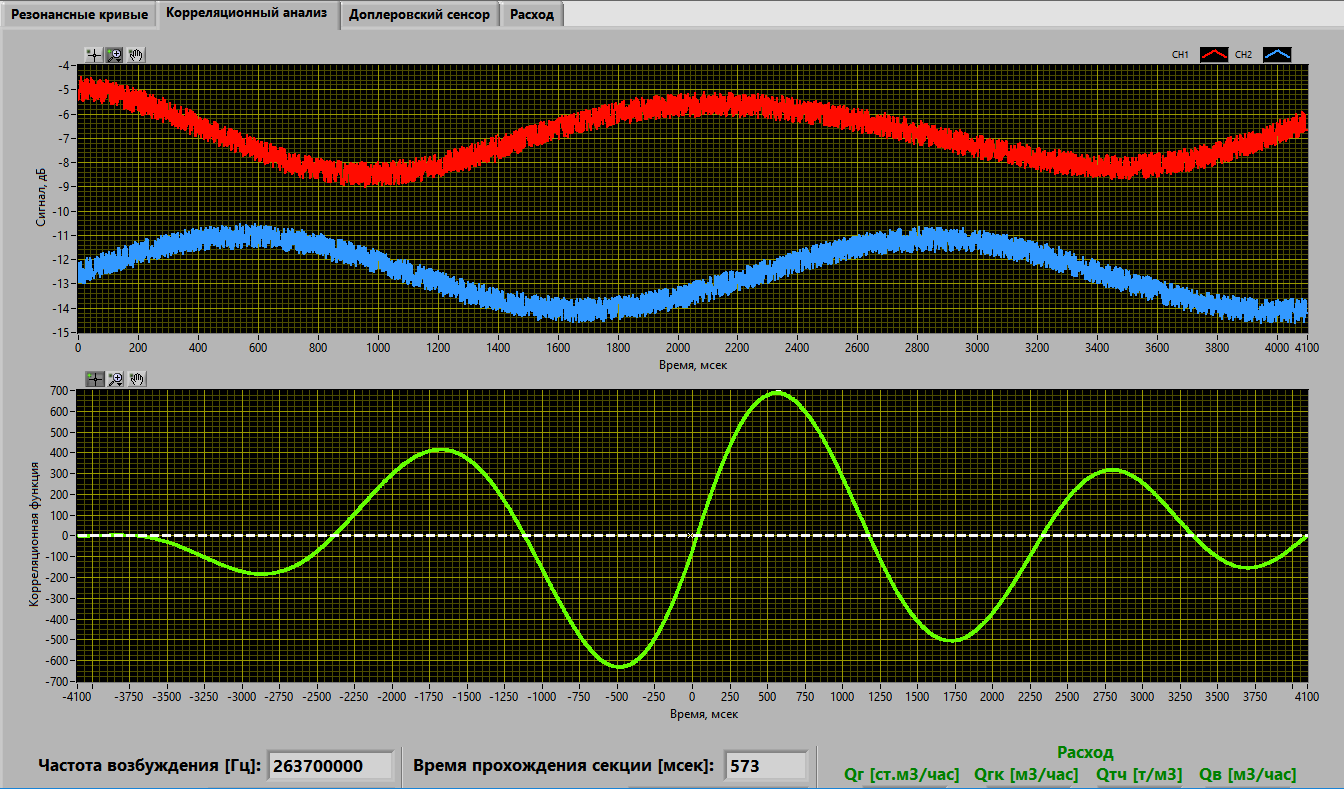 Резонансные кривые Корреляционный анализ Доплеровский сенсор Расход
CH1 CH2
-4
-5
-6
-7
-8
-9
-10
-11
-12
-13
-14
-15
Сигнал, дБ
0 200 400 600 800 1000 1200 1400 1600 1800 2000 2200 2400 2600 2800 3000 3200 3400 3600 3800 4000 4100
Время, мсек
700
600
500
400
300
200
100
0
-100
-200
-300
-400
-500
-600
-700
Корреляционная функция
-4100 -3750 -3500 -3250 -3000 -2750 -2500 -2250 -2000 -1750 -1500 -1250 -1000 -750 -500 -250 0 250 500 750 1000 1250 1500 1750 2000 2250 2500 2750 3000 3250 3500 3750 4100
Время, мсек
Частота возбуждения [Гц]: 263700000 Время прохождения секции [мсек]: 573
Расход
Qг [ст.м3/час] Qгк [м3/час] Qтч [т/м3] Qв [м3/час]